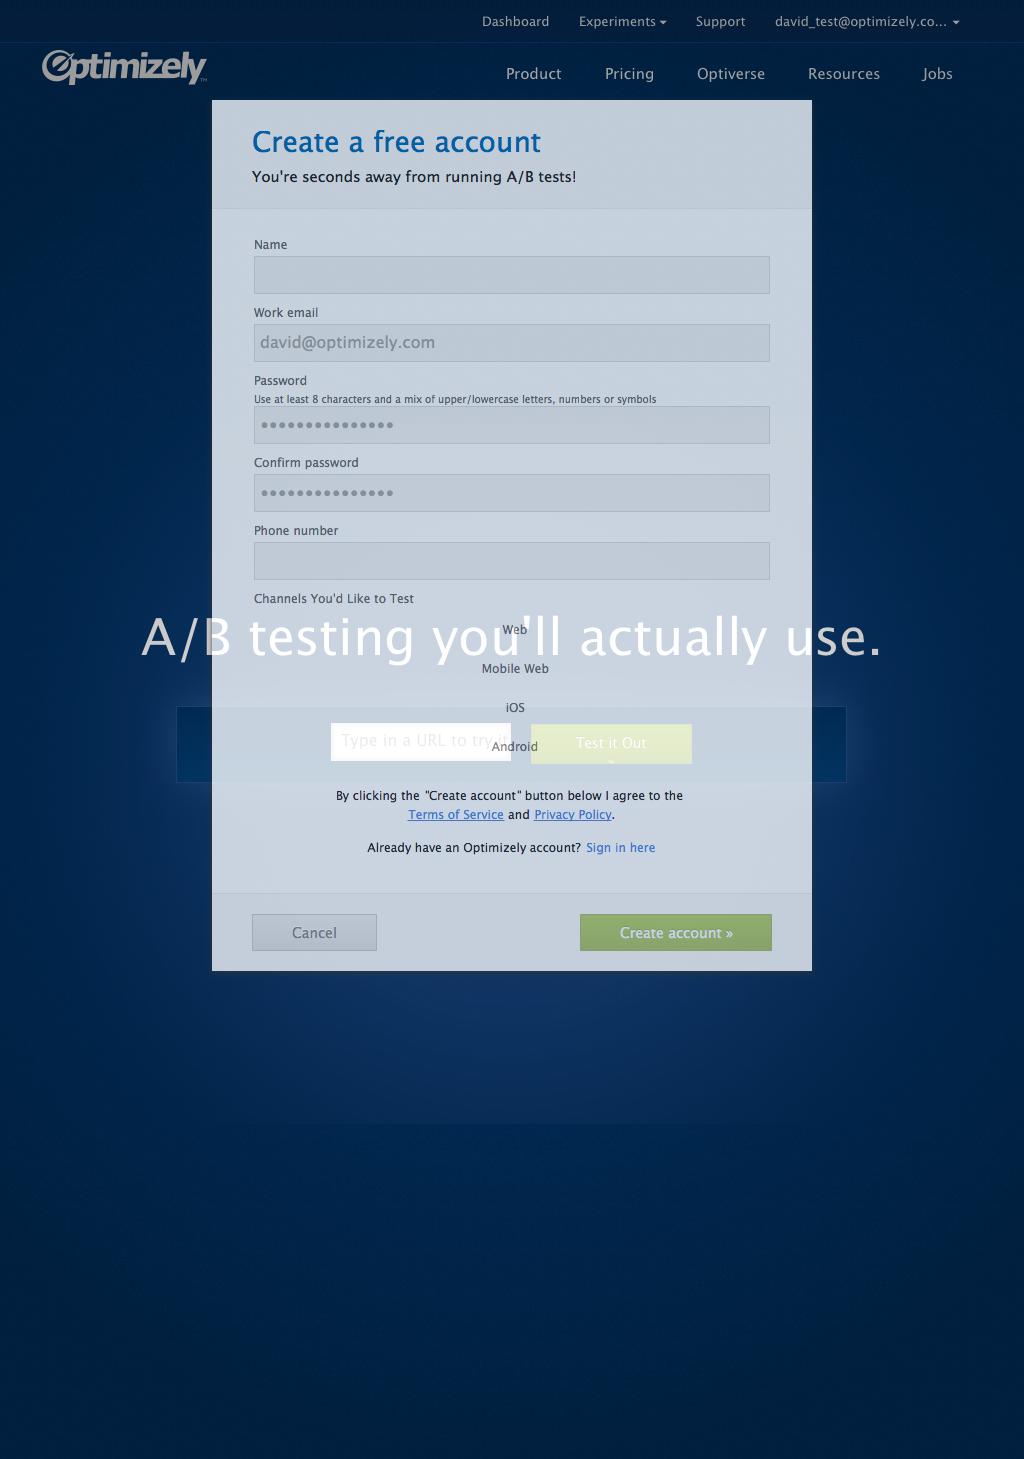 Dashboard Experiments Support david_test@optimizely.co...
Optimizely™
Product Pricing Optiverse Resources Jobs
Create a free account
You're seconds away from running A/B tests!
Name
Work email
david@optimizely.com
Password
Use at least 8 characters and a mix of upper/lowercase letters, numbers or symbols
•••••••••••••••
Confirm password
•••••••••••••••
Phone number
Channels You'd Like to Test
Web
A/B testing you'll actually use.
Mobile Web
iOS
Type in a URL to try it
Android
Test it Out
»
By clicking the "Create account" button below I agree to the
Terms of Service and Privacy Policy.
Already have an Optimizely account? Sign in here
Cancel
Create account »